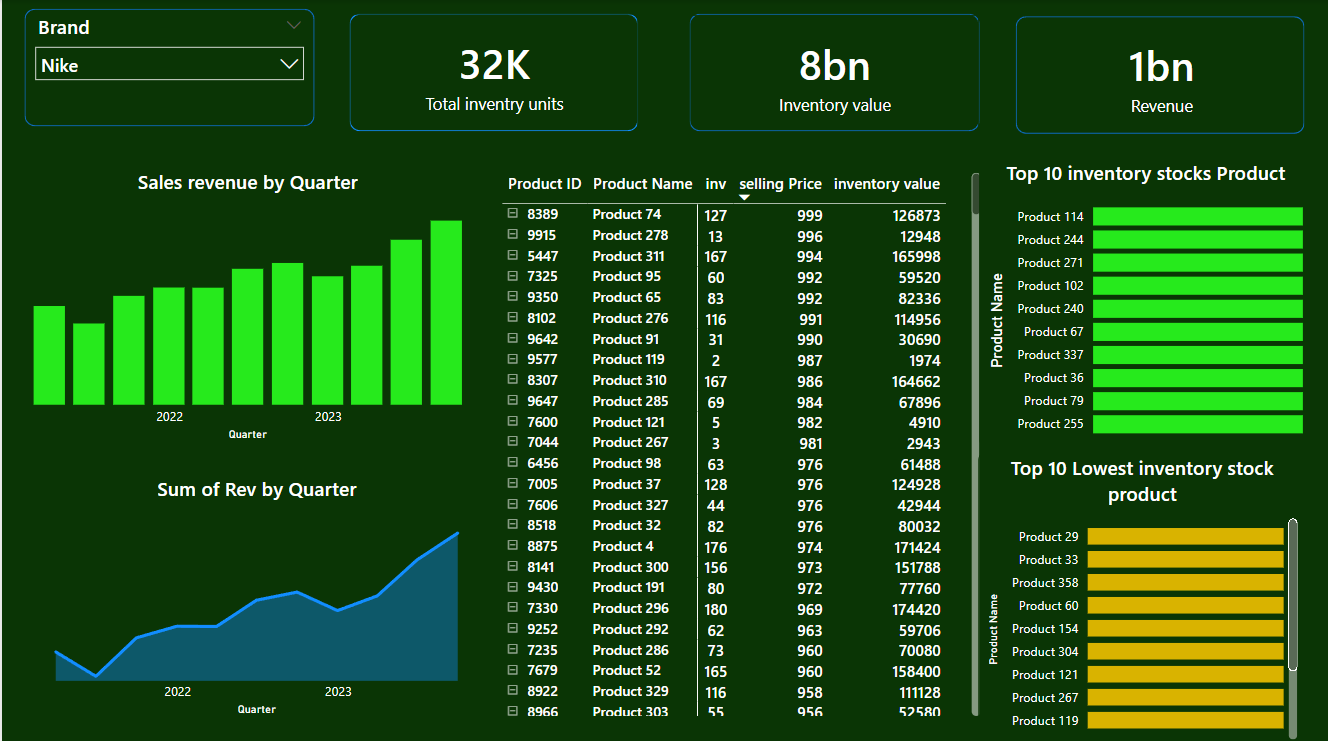 Brand
Nike
32K
Total inventry units
8bn
Inventory value
1bn
Revenue
Sales revenue by Quarter
2022 2023
Quarter
Sum of Rev by Quarter
2022 2023
Quarter
Product ID Product Name inv selling Price inventory value
8389 Product 74 127 999 126873
9915 Product 278 13 996 12948
5447 Product 311 167 994 165998
7325 Product 95 60 992 59520
9350 Product 65 83 992 82336
8102 Product 276 116 991 114956
9642 Product 91 31 990 30690
9577 Product 119 2 987 1974
8307 Product 310 167 986 164662
9647 Product 285 69 984 67896
7600 Product 121 5 982 4910
7044 Product 267 3 981 2943
6456 Product 98 63 976 61488
7005 Product 37 128 976 124928
7606 Product 327 44 976 42944
8518 Product 32 82 976 80032
8875 Product 4 176 974 171424
8141 Product 300 156 973 151788
9430 Product 191 80 972 77760
7330 Product 296 180 969 174420
9252 Product 292 62 963 59706
7235 Product 286 73 960 70080
7679 Product 52 165 960 158400
8922 Product 329 116 958 111128
8966 Product 303 55 956 52580
Top 10 inventory stocks Product
Product Name
Product 114
Product 244
Product 271
Product 102
Product 240
Product 67
Product 337
Product 36
Product 79
Product 255
Top 10 Lowest inventory stock
product
Product Name
Product 29
Product 33
Product 358
Product 60
Product 154
Product 304
Product 121
Product 267
Product 119